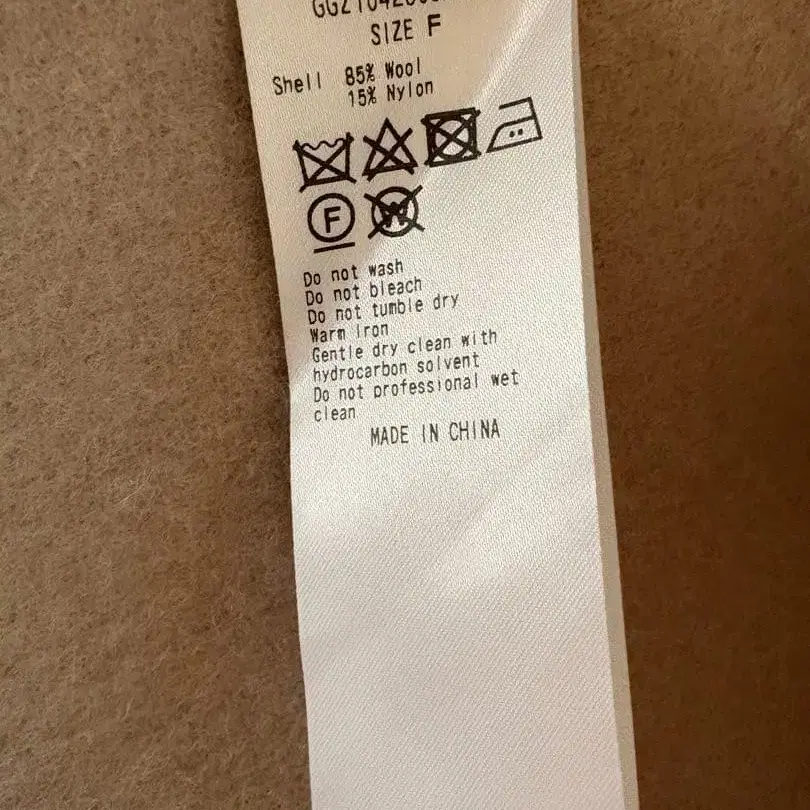 SIZE F
Shell 85% Wool
15% Nylon
F W
Do not wash
Do not bleach
Do not tumble dry
Warm Iron
Gentle dry clean with
hydrocarbon solvent
Do not professional wet
clean
MADE IN CHINA